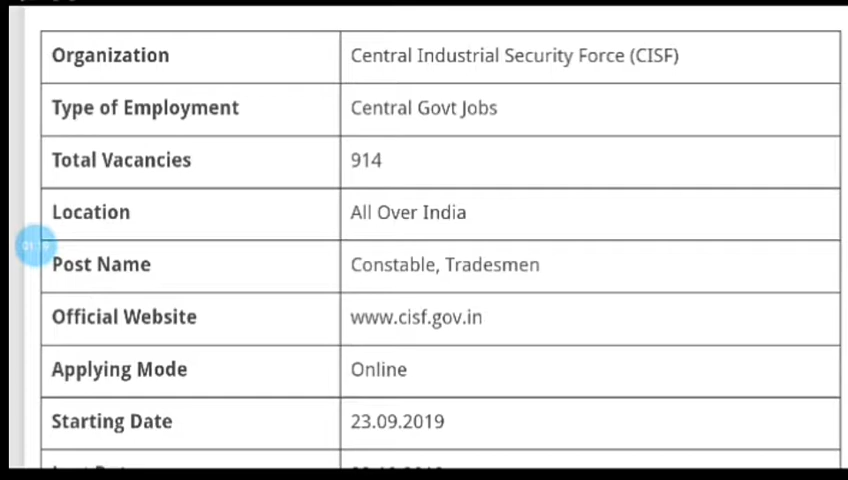 Organization Central Industrial Security Force (CISF)
Type of Employment Central Govt Jobs
Total Vacancies 914
Location All Over India
Post Name Constable, Tradesmen
Official Website www.cisf.gov.in
Applying Mode Online
Starting Date 23.09.2019